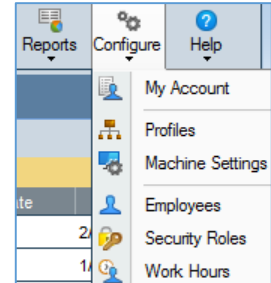 Reports Configure Help
My Account
Profiles
Machine Settings
ate
Employees
2/
Security Roles
1/
Work Hours